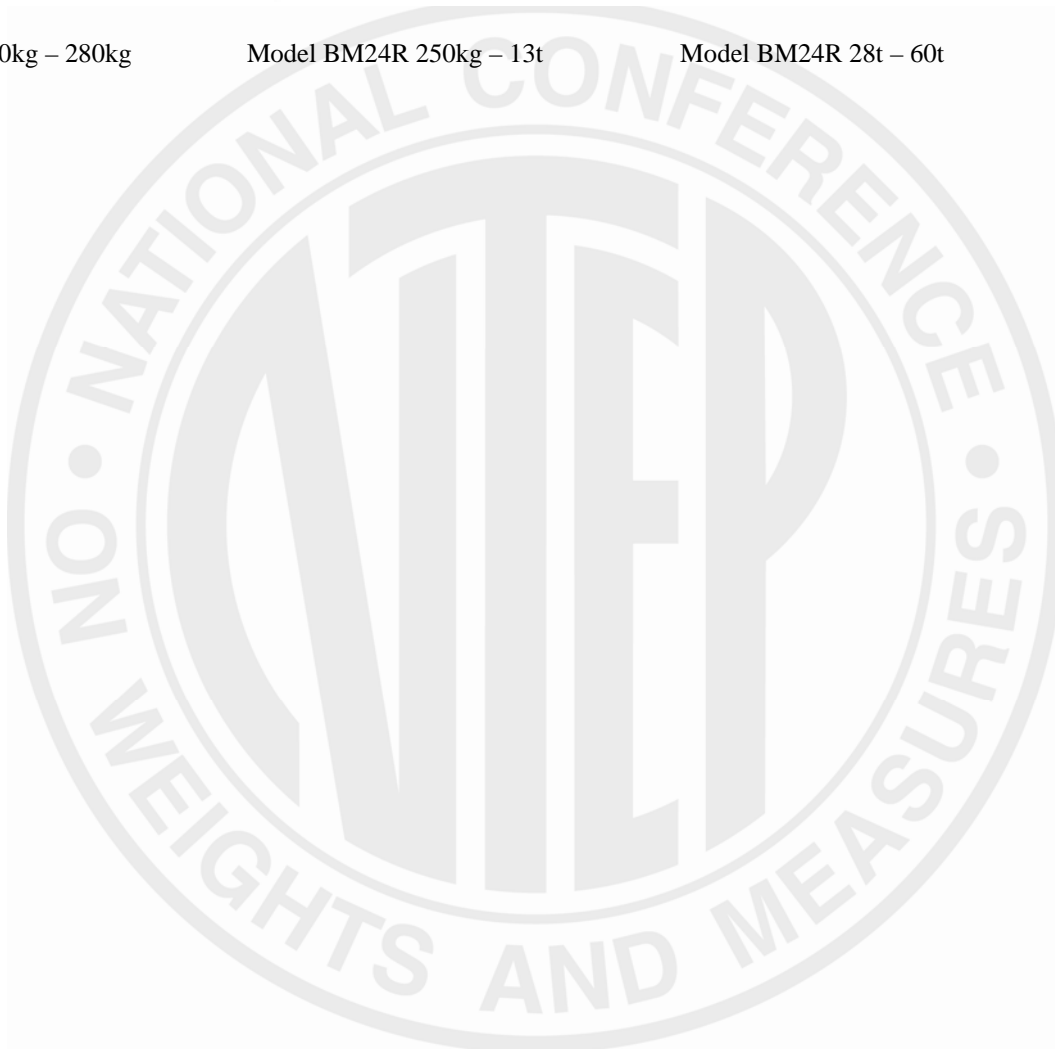 0kg – 280kg Model BM24R 250kg – 13t Model BM24R 28t – 60t
NATIONAL CONFERENCE
ON WEIGHTS AND MEASURES
NTEP